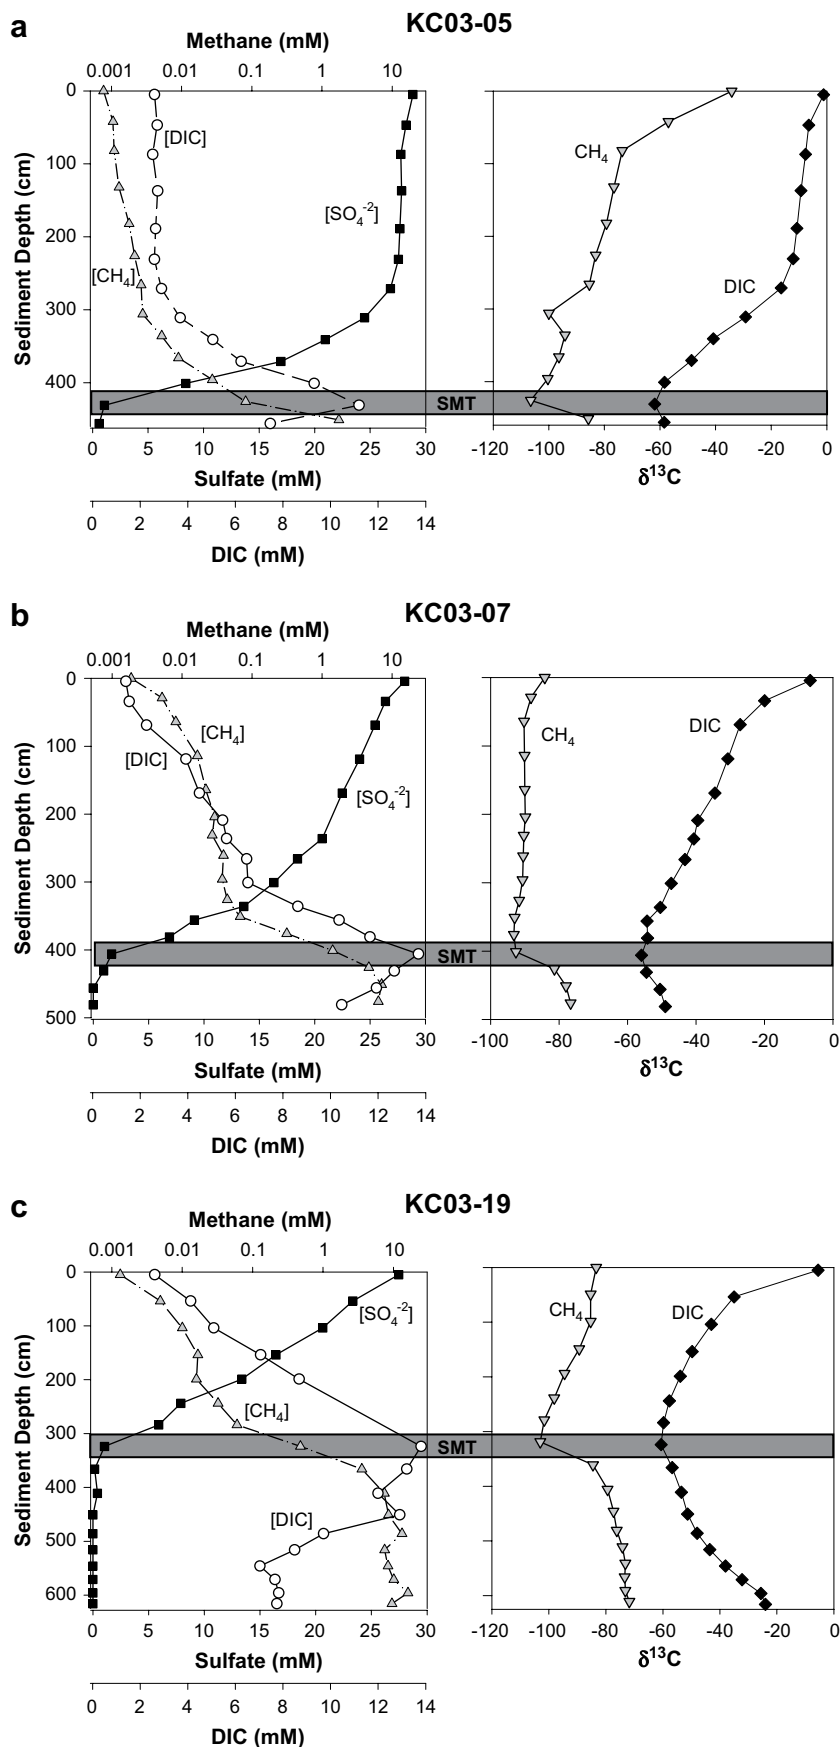 a
KC03-05
Methane (mM)
0.001 0.01 0.1 1 10
0
100
200
300
400
Sediment Depth (cm)
[DIC]
[SO₄⁻²]
[CH₄]
CH₄
DIC
SMT
0 5 10 15 20 25 30
Sulfate (mM)
-120 -100 -80 -60 -40 -20 0
δ¹³C
0 2 4 6 8 10 12 14
DIC (mM)
b
KC03-07
Methane (mM)
0.001 0.01 0.1 1 10
0
100
200
300
400
500
Sediment Depth (cm)
[CH₄]
[DIC]
[SO₄⁻²]
CH₄
DIC
SMT
0 5 10 15 20 25 30
Sulfate (mM)
-100 -80 -60 -40 -20 0
δ¹³C
0 2 4 6 8 10 12 14
DIC (mM)
c
KC03-19
Methane (mM)
0.001 0.01 0.1 1 10
0
100
200
300
400
500
600
Sediment Depth (cm)
[SO₄⁻²]
[CH₄]
[DIC]
CH₄
DIC
SMT
0 5 10 15 20 25 30
Sulfate (mM)
-120 -100 -80 -60 -40 -20 0
δ¹³C
0 2 4 6 8 10 12 14
DIC (mM)